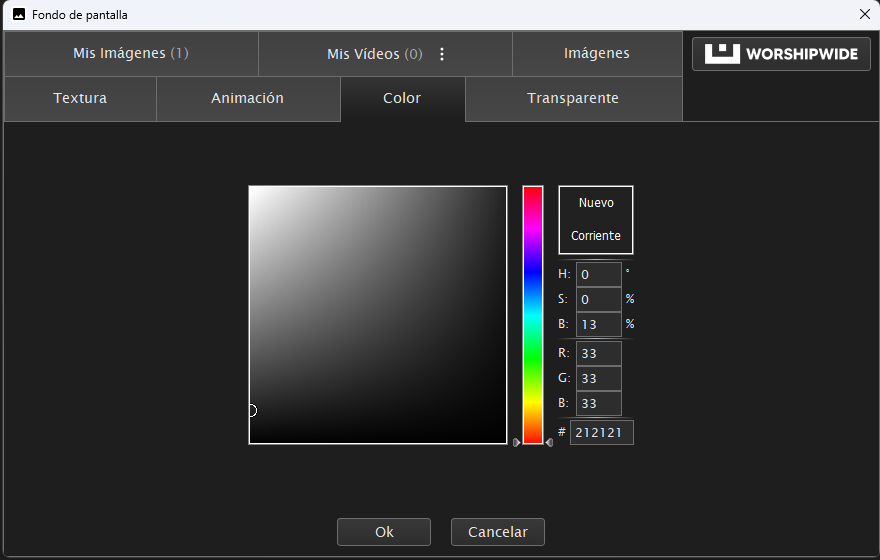 Fondo de pantalla
Mis Imágenes (1)
Mis Vídeos (0)
Imágenes
WORSHIPWIDE
Textura
Animación
Color
Transparente
Nuevo
Corriente
H: 0 °
S: 0 %
B: 13 %
R: 33
G: 33
B: 33
# 212121
Ok
Cancelar